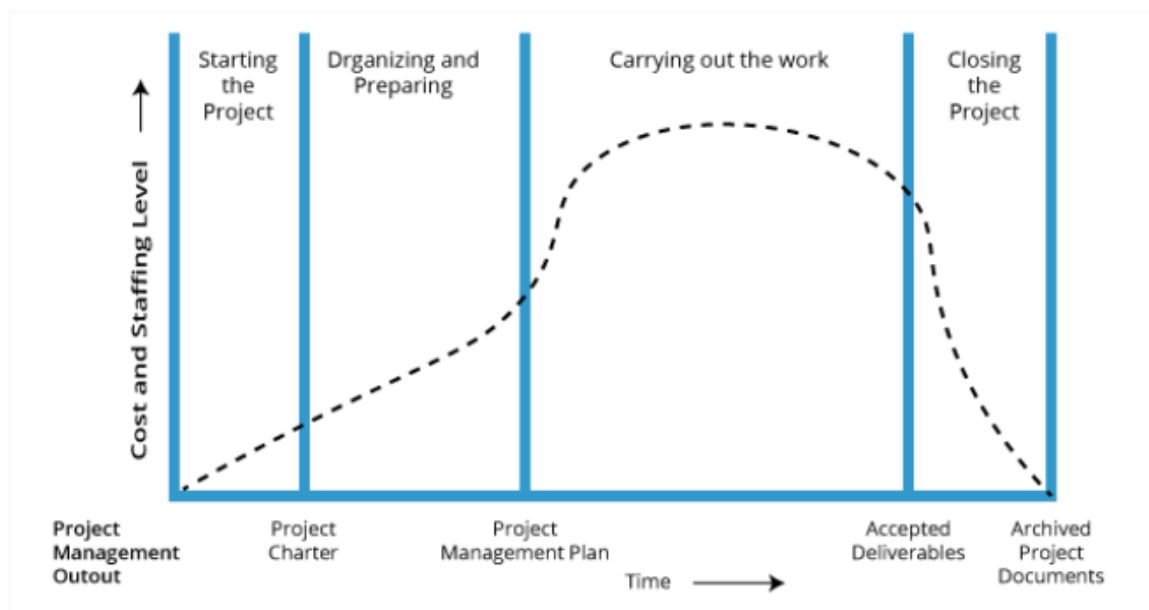 Starting
the
Project
Drganizing and
Preparing
Carrying out the work
Closing
the
Project
Cost and Staffing Level
Project
Management
Outout
Project
Charter
Project
Management Plan
Accepted
Deliverables
Archived
Project
Documents
Time